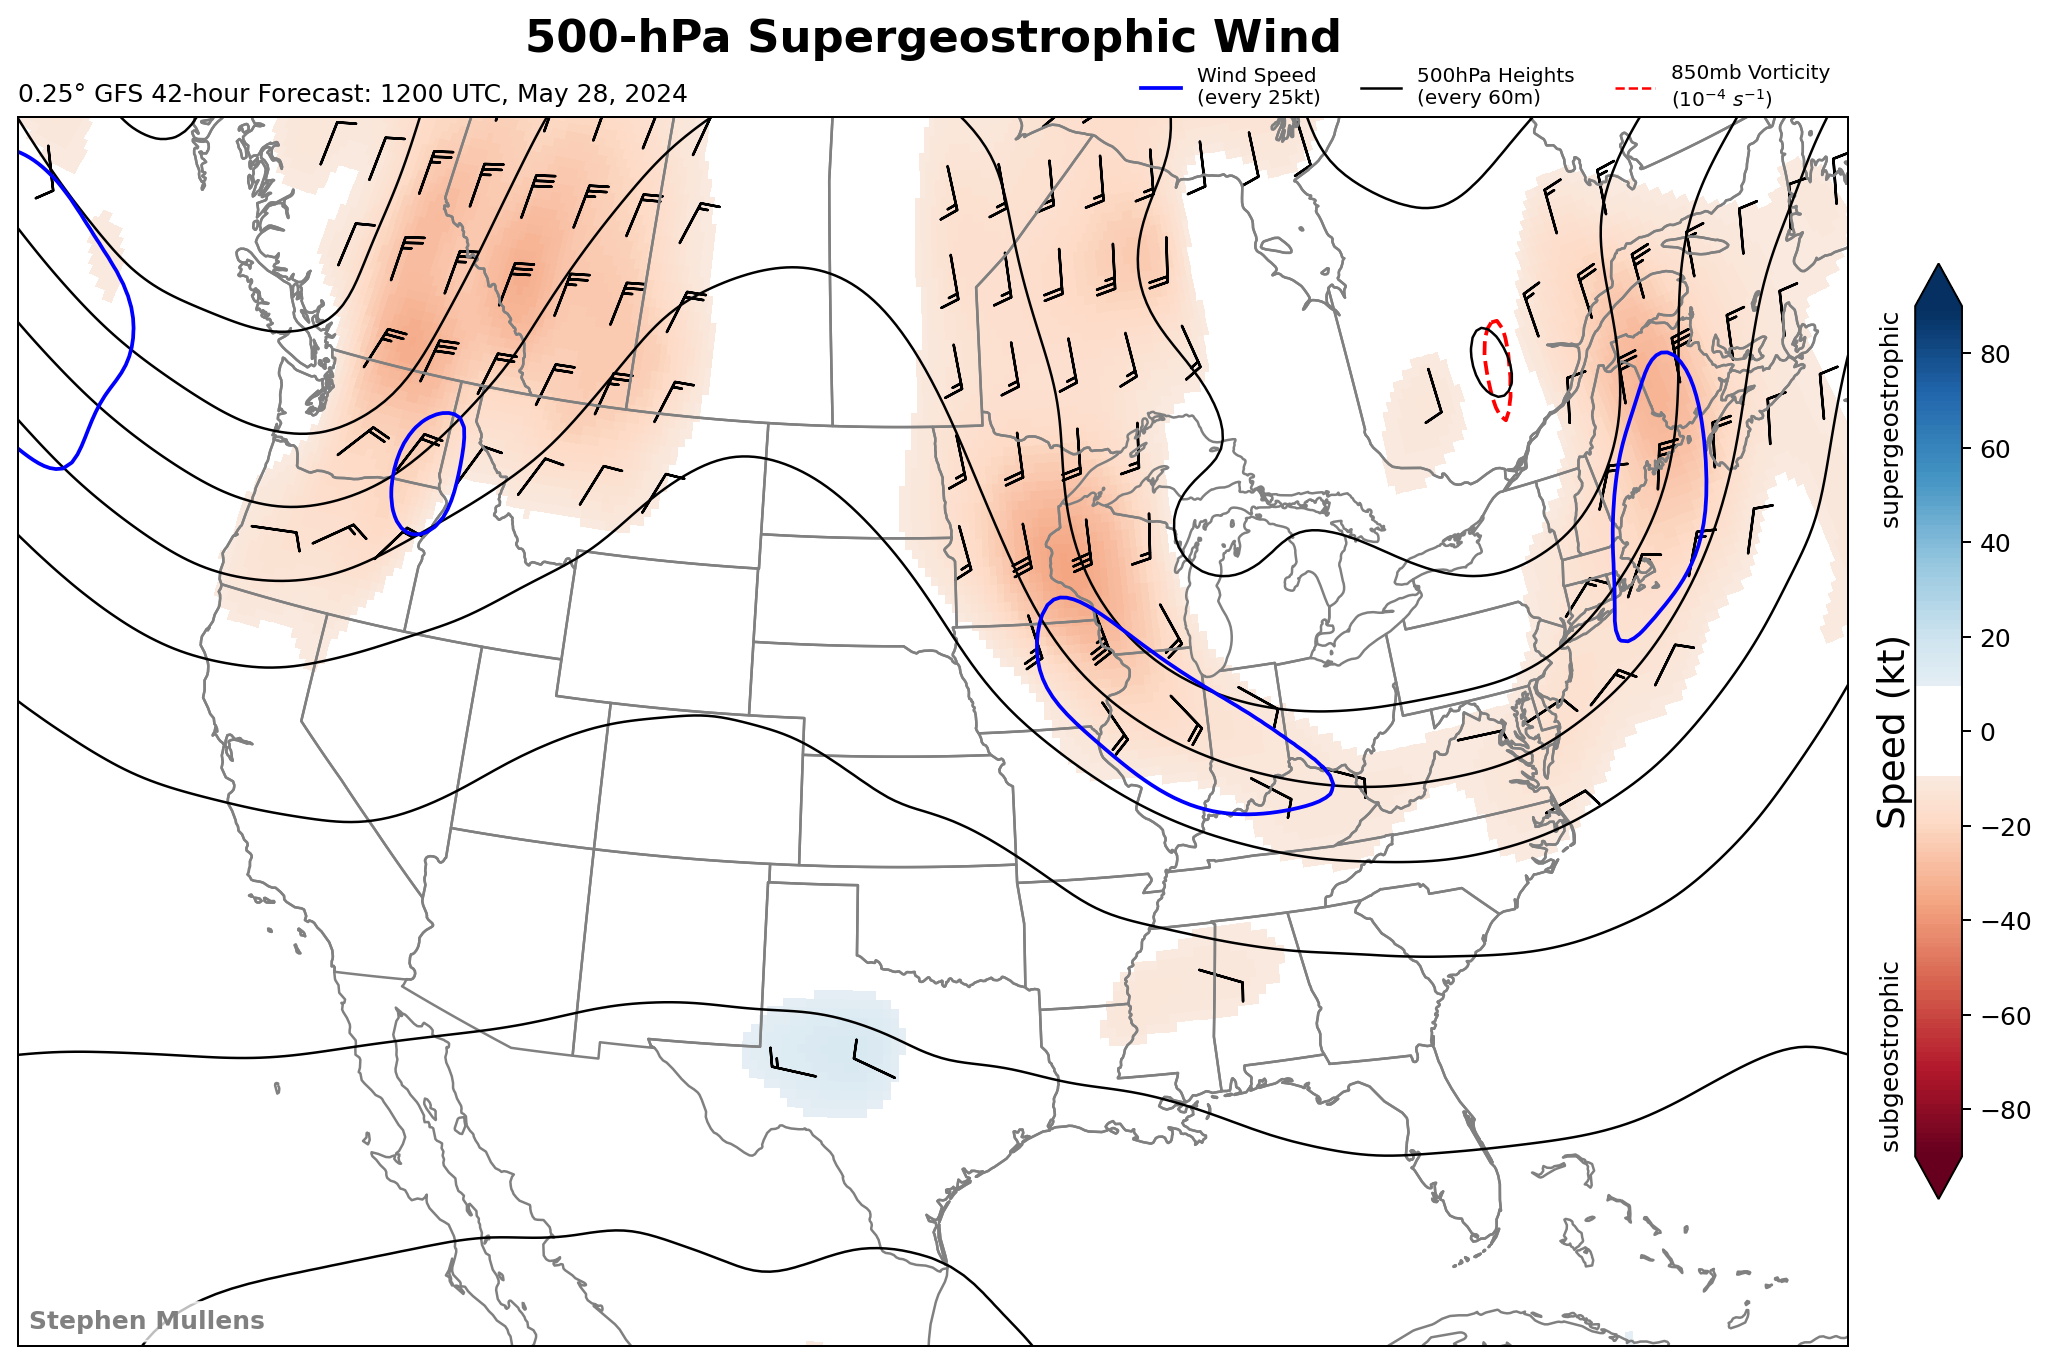 500-hPa Supergeostrophic Wind
0.25° GFS 42-hour Forecast: 1200 UTC, May 28, 2024
Wind Speed
(every 25kt)
500hPa Heights
(every 60m)
850mb Vorticity
(10⁻⁴ s⁻¹)
supergeostrophic
Speed (kt)
subgeostrophic
80
60
40
20
0
−20
−40
−60
−80
Stephen Mullens